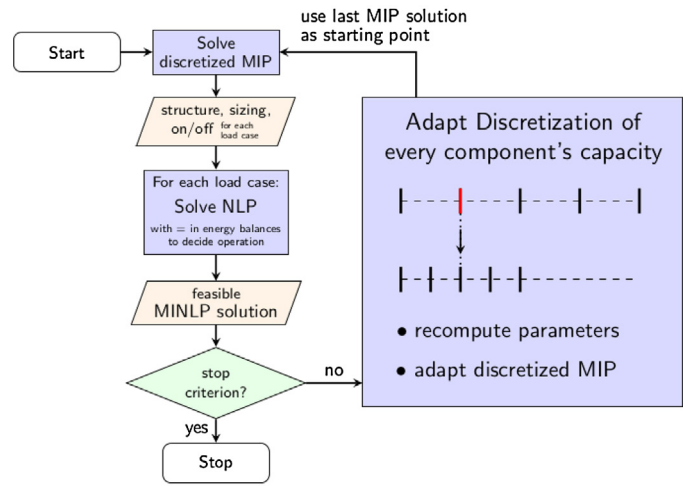 Start
Solve
discretized MIP
use last MIP solution
as starting point
structure, sizing,
on/off for each
load case
For each load case:
Solve NLP
with = in energy balances
to decide operation
feasible
MINLP solution
stop
criterion?
no
yes
Stop
Adapt Discretization of
every component's capacity
• recompute parameters
• adapt discretized MIP